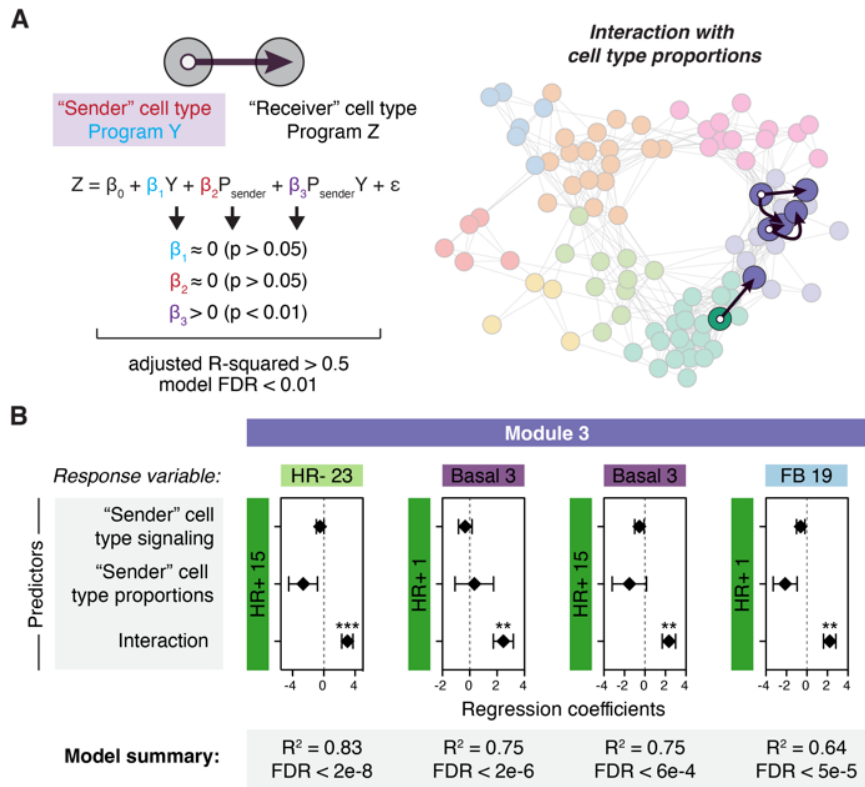 A
Interaction with
cell type proportions
“Sender” cell type
Program Y
“Receiver” cell type
Program Z
Z = β0 + β1Y + β2Psender + β3PsenderY + ε
β1 ≈ 0 (p > 0.05)
β2 ≈ 0 (p > 0.05)
β3 > 0 (p < 0.01)
adjusted R-squared > 0.5
model FDR < 0.01
B
Module 3
Response variable:
HR- 23
Basal 3
Basal 3
FB 19
Predictors
“Sender” cell
type signaling
“Sender” cell
type proportions
Interaction
HR+ 15
HR+ 1
HR+ 15
HR+ 1
***
**
**
**
-4 0 4
-2 0 2 4
-4 -2 0 2 4
-4 -2 0 2 4
Regression coefficients
Model summary:
R² = 0.83
FDR < 2e-8
R² = 0.75
FDR < 2e-6
R² = 0.75
FDR < 6e-4
R² = 0.64
FDR < 5e-5